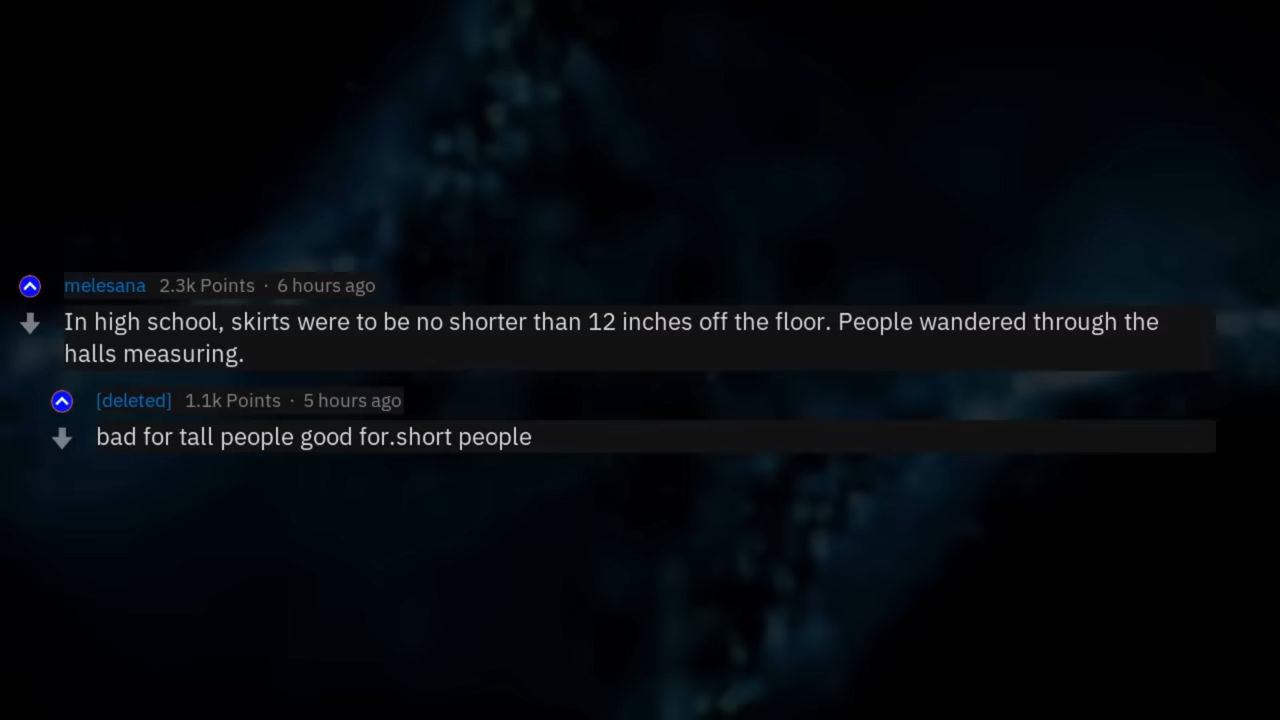 melesana 2.3k Points · 6 hours ago
In high school, skirts were to be no shorter than 12 inches off the floor. People wandered through the
halls measuring.
[deleted] 1.1k Points · 5 hours ago
bad for tall people good for.short people